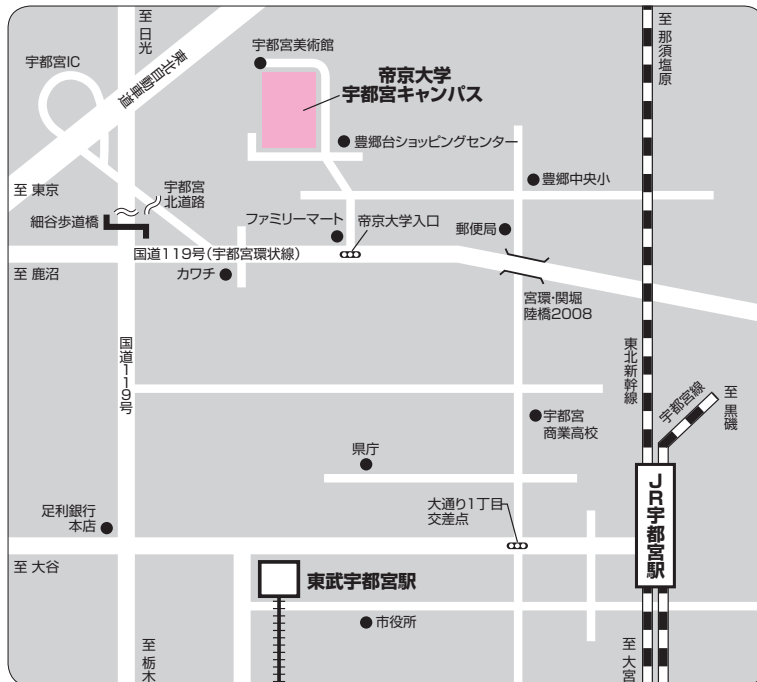 至 日光
至 那須塩原
宇都宮IC
東北自動車道
宇都宮美術館
帝京大学
宇都宮キャンパス
豊郷台ショッピングセンター
至 東京
宇都宮
北道路
豊郷中央小
細谷歩道橋
ファミリーマート
帝京大学入口
郵便局
国道119号(宇都宮環状線)
至 鹿沼
カワチ
宮環・関堀
陸橋2008
国道119号
東北新幹線
宇都宮線
至 黒磯
宇都宮
商業高校
県庁
足利銀行
本店
大通り1丁目
交差点
JR宇都宮駅
至 大谷
東武宇都宮駅
市役所
至 栃木
至 大宮